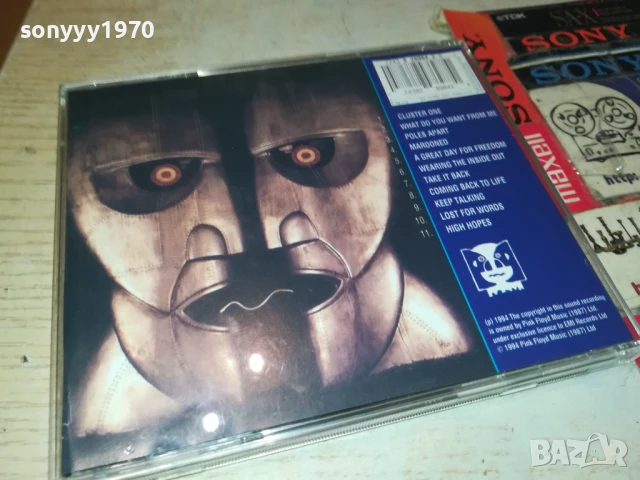 sonyyy1970
CLUSTER ONE
WHAT DO YOU WANT FROM ME
POLES APART
MAROONED
5. A GREAT DAY FOR FREEDOM
6. WEARING THE INSIDE OUT
7. TAKE IT BACK
8. COMING BACK TO LIFE
9. KEEP TALKING
10. LOST FOR WORDS
11. HIGH HOPES
(p) 1994 The copyright in this sound recording
is owned by Pink Floyd Music (1987) Ltd
under exclusive licence to EMI Records Ltd
© 1994 Pink Floyd Music (1987) Ltd
TDK
SA-X
SONY
SONY
SONY
maxell
http:
BAZAR